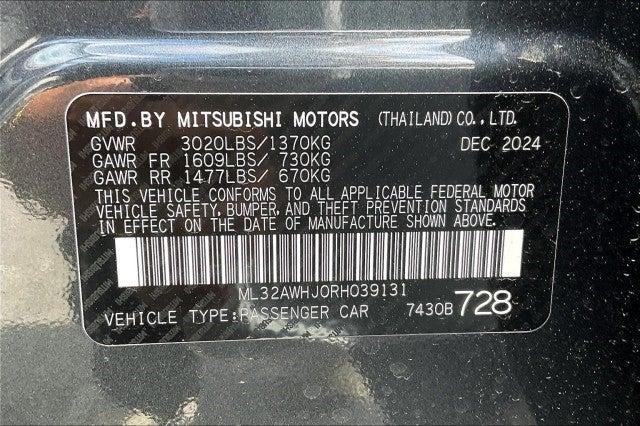 MFD.BY MITSUBISHI MOTORS (THAILAND) CO.,LTD.
GVWR 3020LBS/1370KG DEC 2024
GAWR FR 1609LBS/ 730KG
GAWR RR 1477LBS/ 670KG
THIS VEHICLE CONFORMS TO ALL APPLICABLE FEDERAL MOTOR
VEHICLE SAFETY, BUMPER, AND THEFT PREVENTION STANDARDS
IN EFFECT ON THE DATE OF MANUFACTURE SHOWN ABOVE.
ML32AWHJ0RH039131
VEHICLE TYPE:PASSENGER CAR 7430B 728